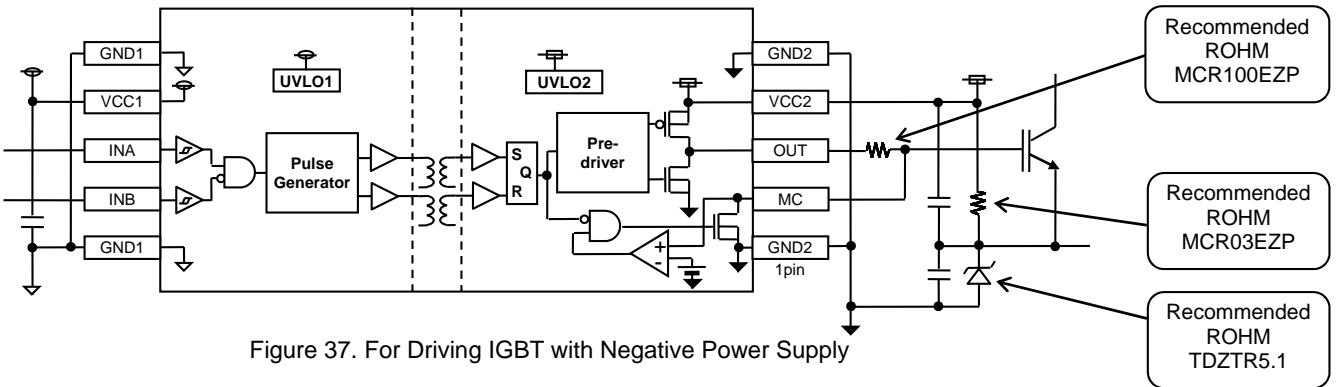 Recommended
ROHM
MCR100EZP
GND1
UVLO1
UVLO2
GND2
VCC1
VCC2
INA
Pulse
Generator
S
Q
R
Pre-
driver
OUT
INB
MC
Recommended
ROHM
MCR03EZP
GND1
+
-
GND2
1pin
Recommended
ROHM
TDZTR5.1
Figure 37. For Driving IGBT with Negative Power Supply